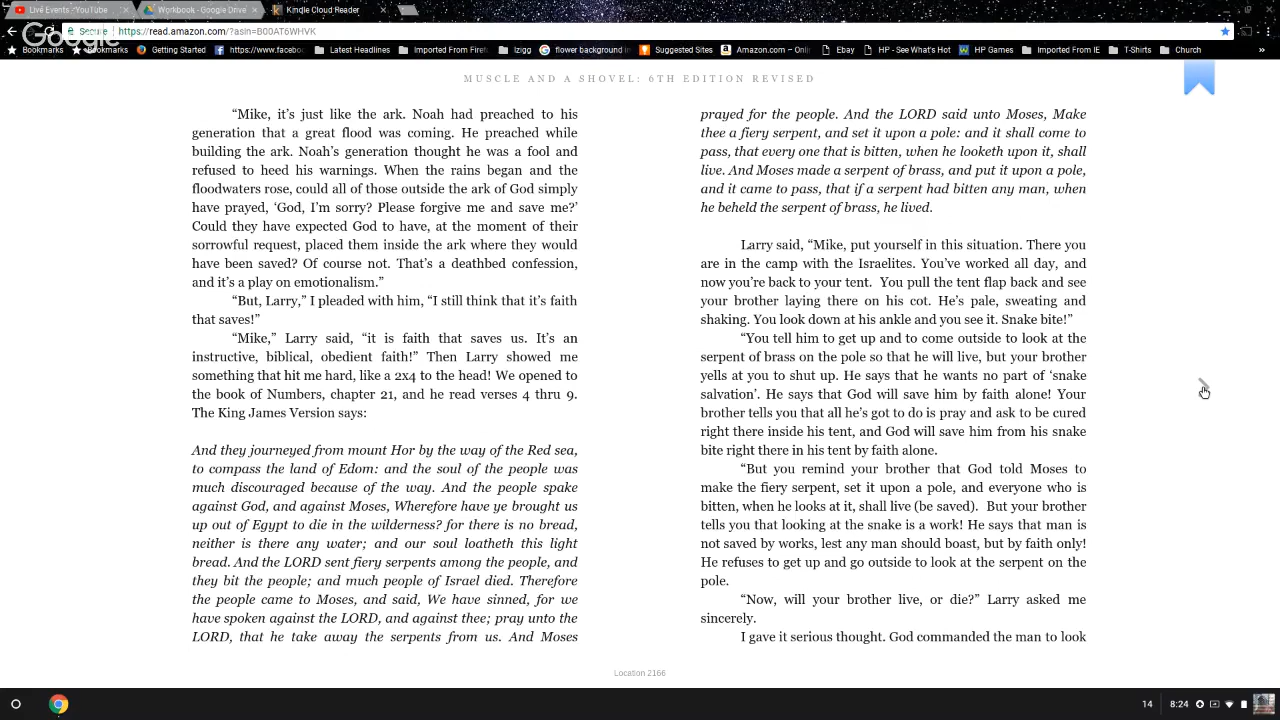 Live Events - YouTube
Workbook - Google Drive
Kindle Cloud Reader
Google
Secure
https://read.amazon.com/?asin=B00AT6WHVK
Bookmarks
Bookmarks
Getting Started
https://www.facebo
Latest Headlines
Imported From Firef
Izigg
flower background in
Suggested Sites
Amazon.com – Onlin
Ebay
HP - See What's Hot
HP Games
Imported From IE
T-Shirts
Church
MUSCLE AND A SHOVEL: 6TH EDITION REVISED
“Mike, it’s just like the ark. Noah had preached to his
generation that a great flood was coming. He preached while
building the ark. Noah’s generation thought he was a fool and
refused to heed his warnings. When the rains began and the
floodwaters rose, could all of those outside the ark of God simply
have prayed, ‘God, I’m sorry? Please forgive me and save me?’
Could they have expected God to have, at the moment of their
sorrowful request, placed them inside the ark where they would
have been saved? Of course not. That’s a deathbed confession,
and it’s a play on emotionalism.”
“But, Larry,” I pleaded with him, “I still think that it’s faith
that saves!”
“Mike,” Larry said, “it is faith that saves us. It’s an
instructive, biblical, obedient faith!” Then Larry showed me
something that hit me hard, like a 2x4 to the head! We opened to
the book of Numbers, chapter 21, and he read verses 4 thru 9.
The King James Version says:
And they journeyed from mount Hor by the way of the Red sea,
to compass the land of Edom: and the soul of the people was
much discouraged because of the way. And the people spake
against God, and against Moses, Wherefore have ye brought us
up out of Egypt to die in the wilderness? for there is no bread,
neither is there any water; and our soul loatheth this light
bread. And the LORD sent fiery serpents among the people, and
they bit the people; and much people of Israel died. Therefore
the people came to Moses, and said, We have sinned, for we
have spoken against the LORD, and against thee; pray unto the
LORD, that he take away the serpents from us. And Moses
prayed for the people. And the LORD said unto Moses, Make
thee a fiery serpent, and set it upon a pole: and it shall come to
pass, that every one that is bitten, when he looketh upon it, shall
live. And Moses made a serpent of brass, and put it upon a pole,
and it came to pass, that if a serpent had bitten any man, when
he beheld the serpent of brass, he lived.
Larry said, “Mike, put yourself in this situation. There you
are in the camp with the Israelites. You’ve worked all day, and
now you’re back to your tent. You pull the tent flap back and see
your brother laying there on his cot. He’s pale, sweating and
shaking. You look down at his ankle and you see it. Snake bite!”
“You tell him to get up and to come outside to look at the
serpent of brass on the pole so that he will live, but your brother
yells at you to shut up. He says that he wants no part of ‘snake
salvation’. He says that God will save him by faith alone! Your
brother tells you that all he’s got to do is pray and ask to be cured
right there inside his tent, and God will save him from his snake
bite right there in his tent by faith alone.
“But you remind your brother that God told Moses to
make the fiery serpent, set it upon a pole, and everyone who is
bitten, when he looks at it, shall live (be saved). But your brother
tells you that looking at the snake is a work! He says that man is
not saved by works, lest any man should boast, but by faith only!
He refuses to get up and go outside to look at the serpent on the
pole.
“Now, will your brother live, or die?” Larry asked me
sincerely.
I gave it serious thought. God commanded the man to look
Location 2166
14
8:24